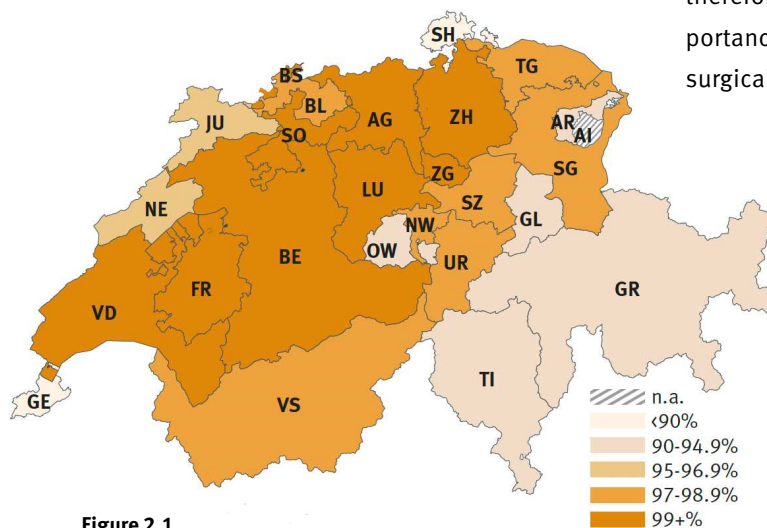 therefo
portanc
surgical
SH
BS
TG
BL
JU
AG
ZH
AR
AI
SO
ZG
SG
LU
SZ
NE
GL
NW
OW
BE
UR
FR
GR
VD
TI
GE
VS
n.a.
<90%
90-94.9%
95-96.9%
97-98.9%
99+%
Figure 2.1